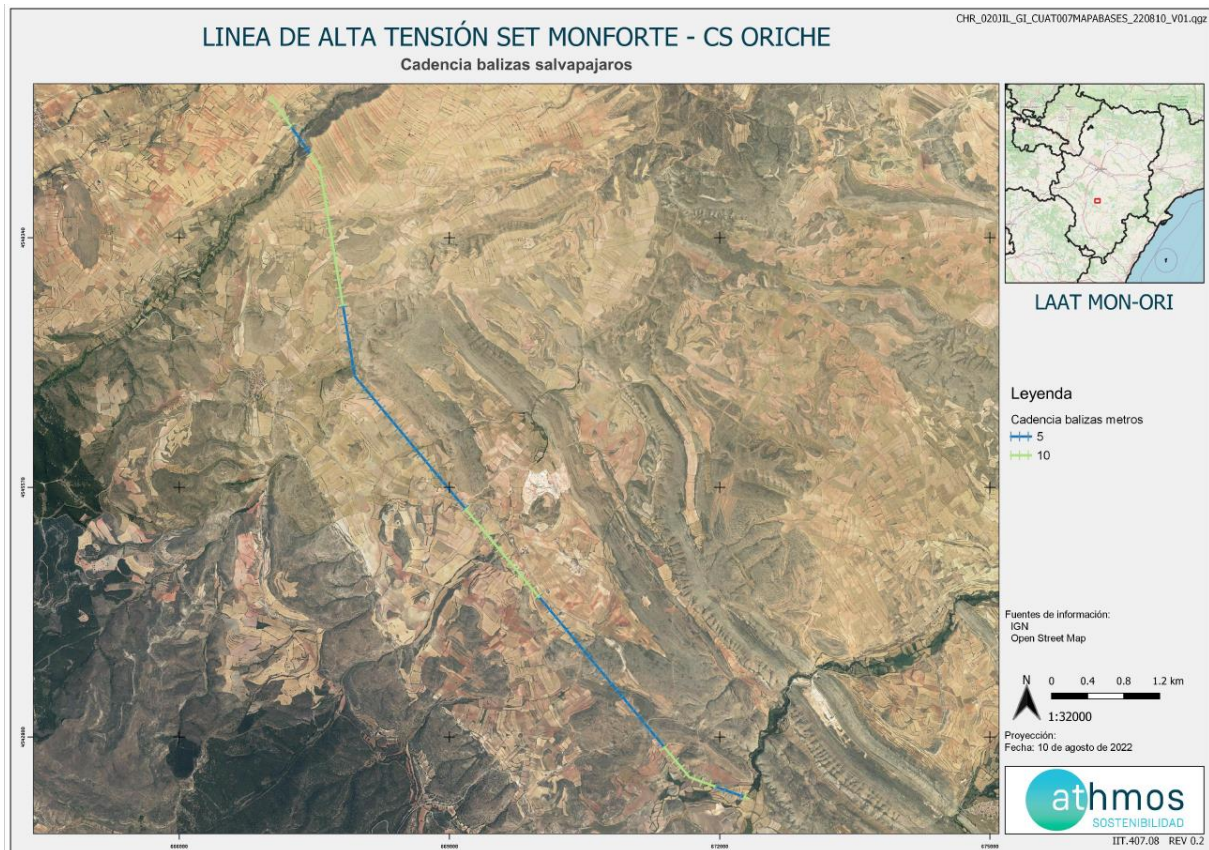 CHR_020JIL_GI_CUAT007MAPABASES_220810_V01.qgz
LINEA DE ALTA TENSIÓN SET MONFORTE - CS ORICHE
Cadencia balizas salvapajaros
LAAT MON-ORI
Leyenda
Cadencia balizas metros
5
10
Fuentes de información:
IGN
Open Street Map
N
0 0.4 0.8 1.2 km
1:32000
Proyección:
Fecha: 10 de agosto de 2022
athmos
SOSTENIBILIDAD
IIT.407.08 REV 0.2